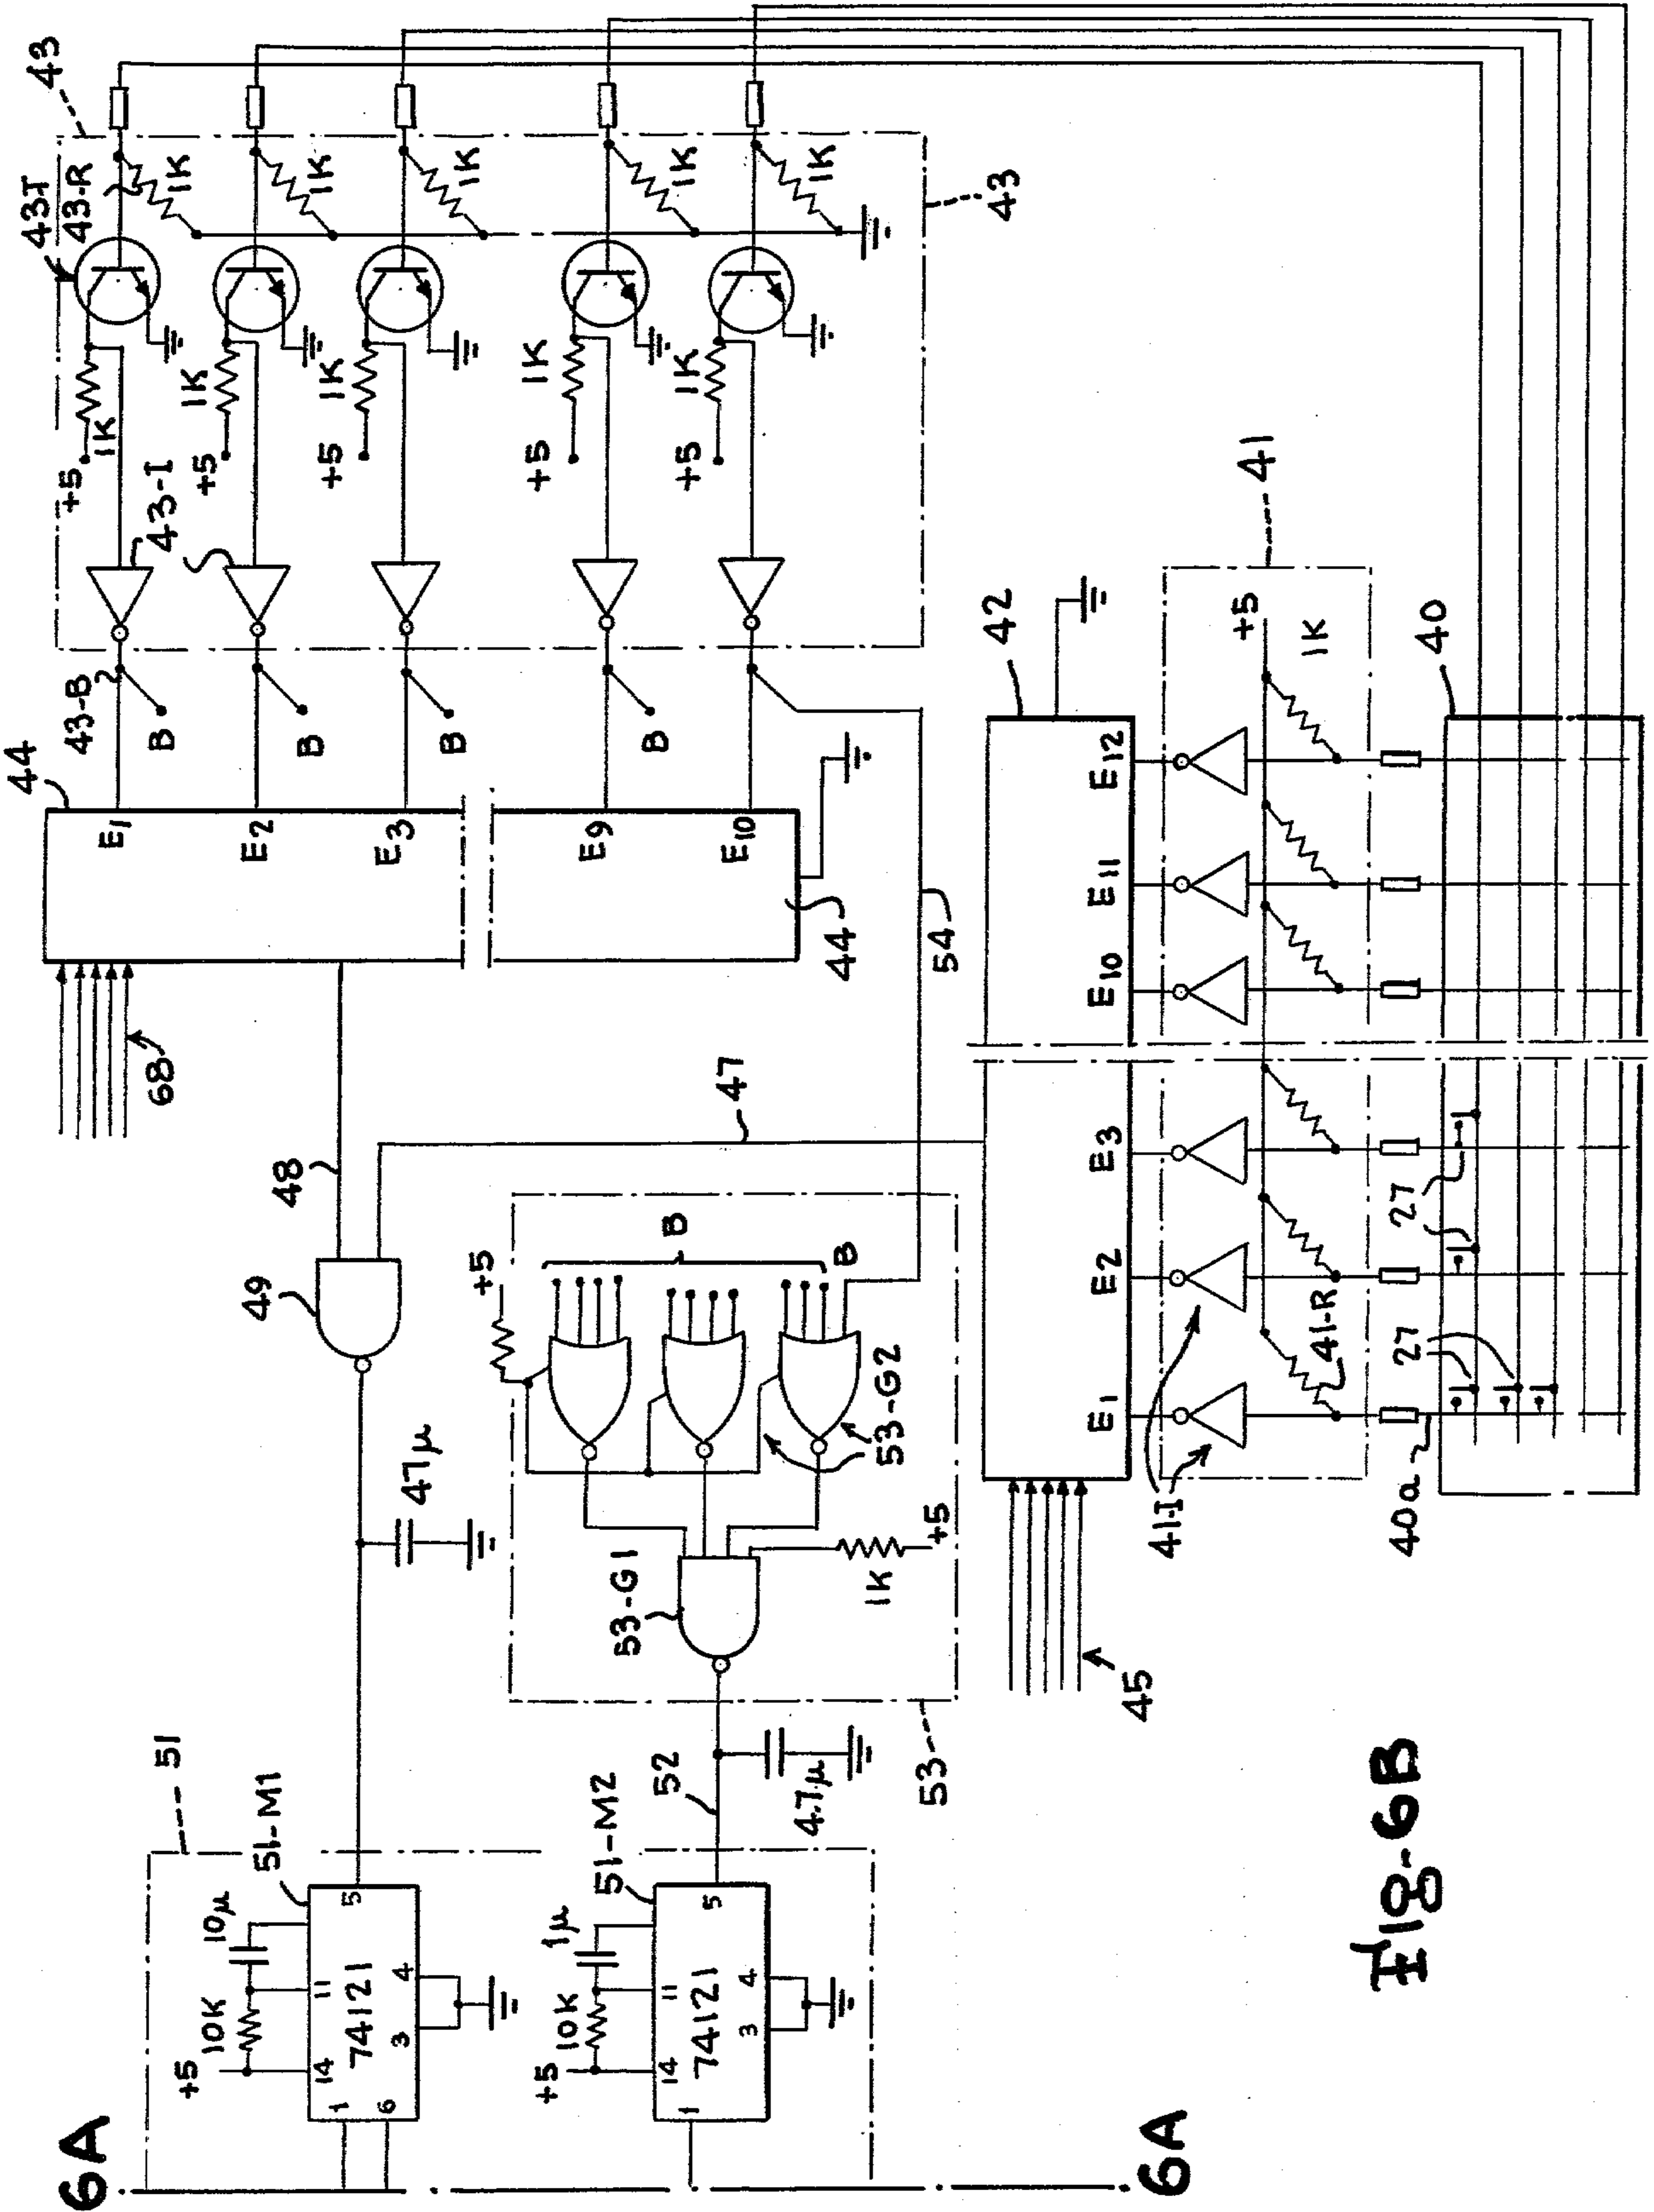 43
43-T
43-R
1K
1K
1K
1K
1K
+5
1K
+5
1K
+5
1K
+5
1K
+5
1K
43-I
43
43-B
B
B
B
B
44
E1
E2
E3
E9
E10
44
68
54
48
47
49
47µ
42
E12
E11
E10
E3
E2
E1
41
+5
1K
41-R
41-I
40
27
27
40a
45
+5
B
B
53-G2
53-G1
1K
+5
53
52
4.7µ
51
51-M1
10µ
10K
+5
14
11
5
1
6
74121
3
4
51-M2
1µ
10K
+5
14
11
5
1
74121
3
4
6A
6A
Fig-6B